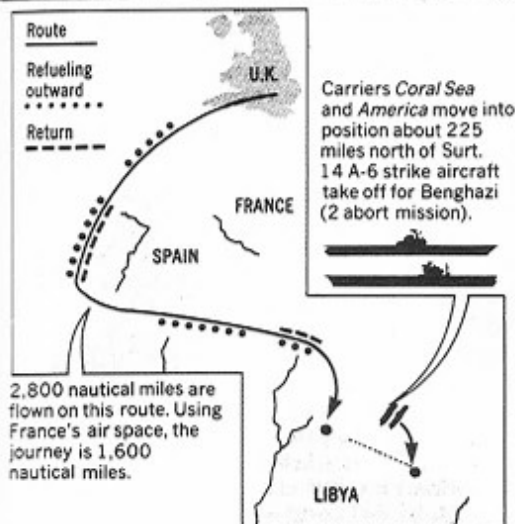 Route
Refueling
outward
Return
U.K.
FRANCE
SPAIN
LIBYA
Carriers Coral Sea
and America move into
position about 225
miles north of Surt.
14 A-6 strike aircraft
take off for Benghazi
(2 abort mission).
2,800 nautical miles are
flown on this route. Using
France's air space, the
journey is 1,600
nautical miles.